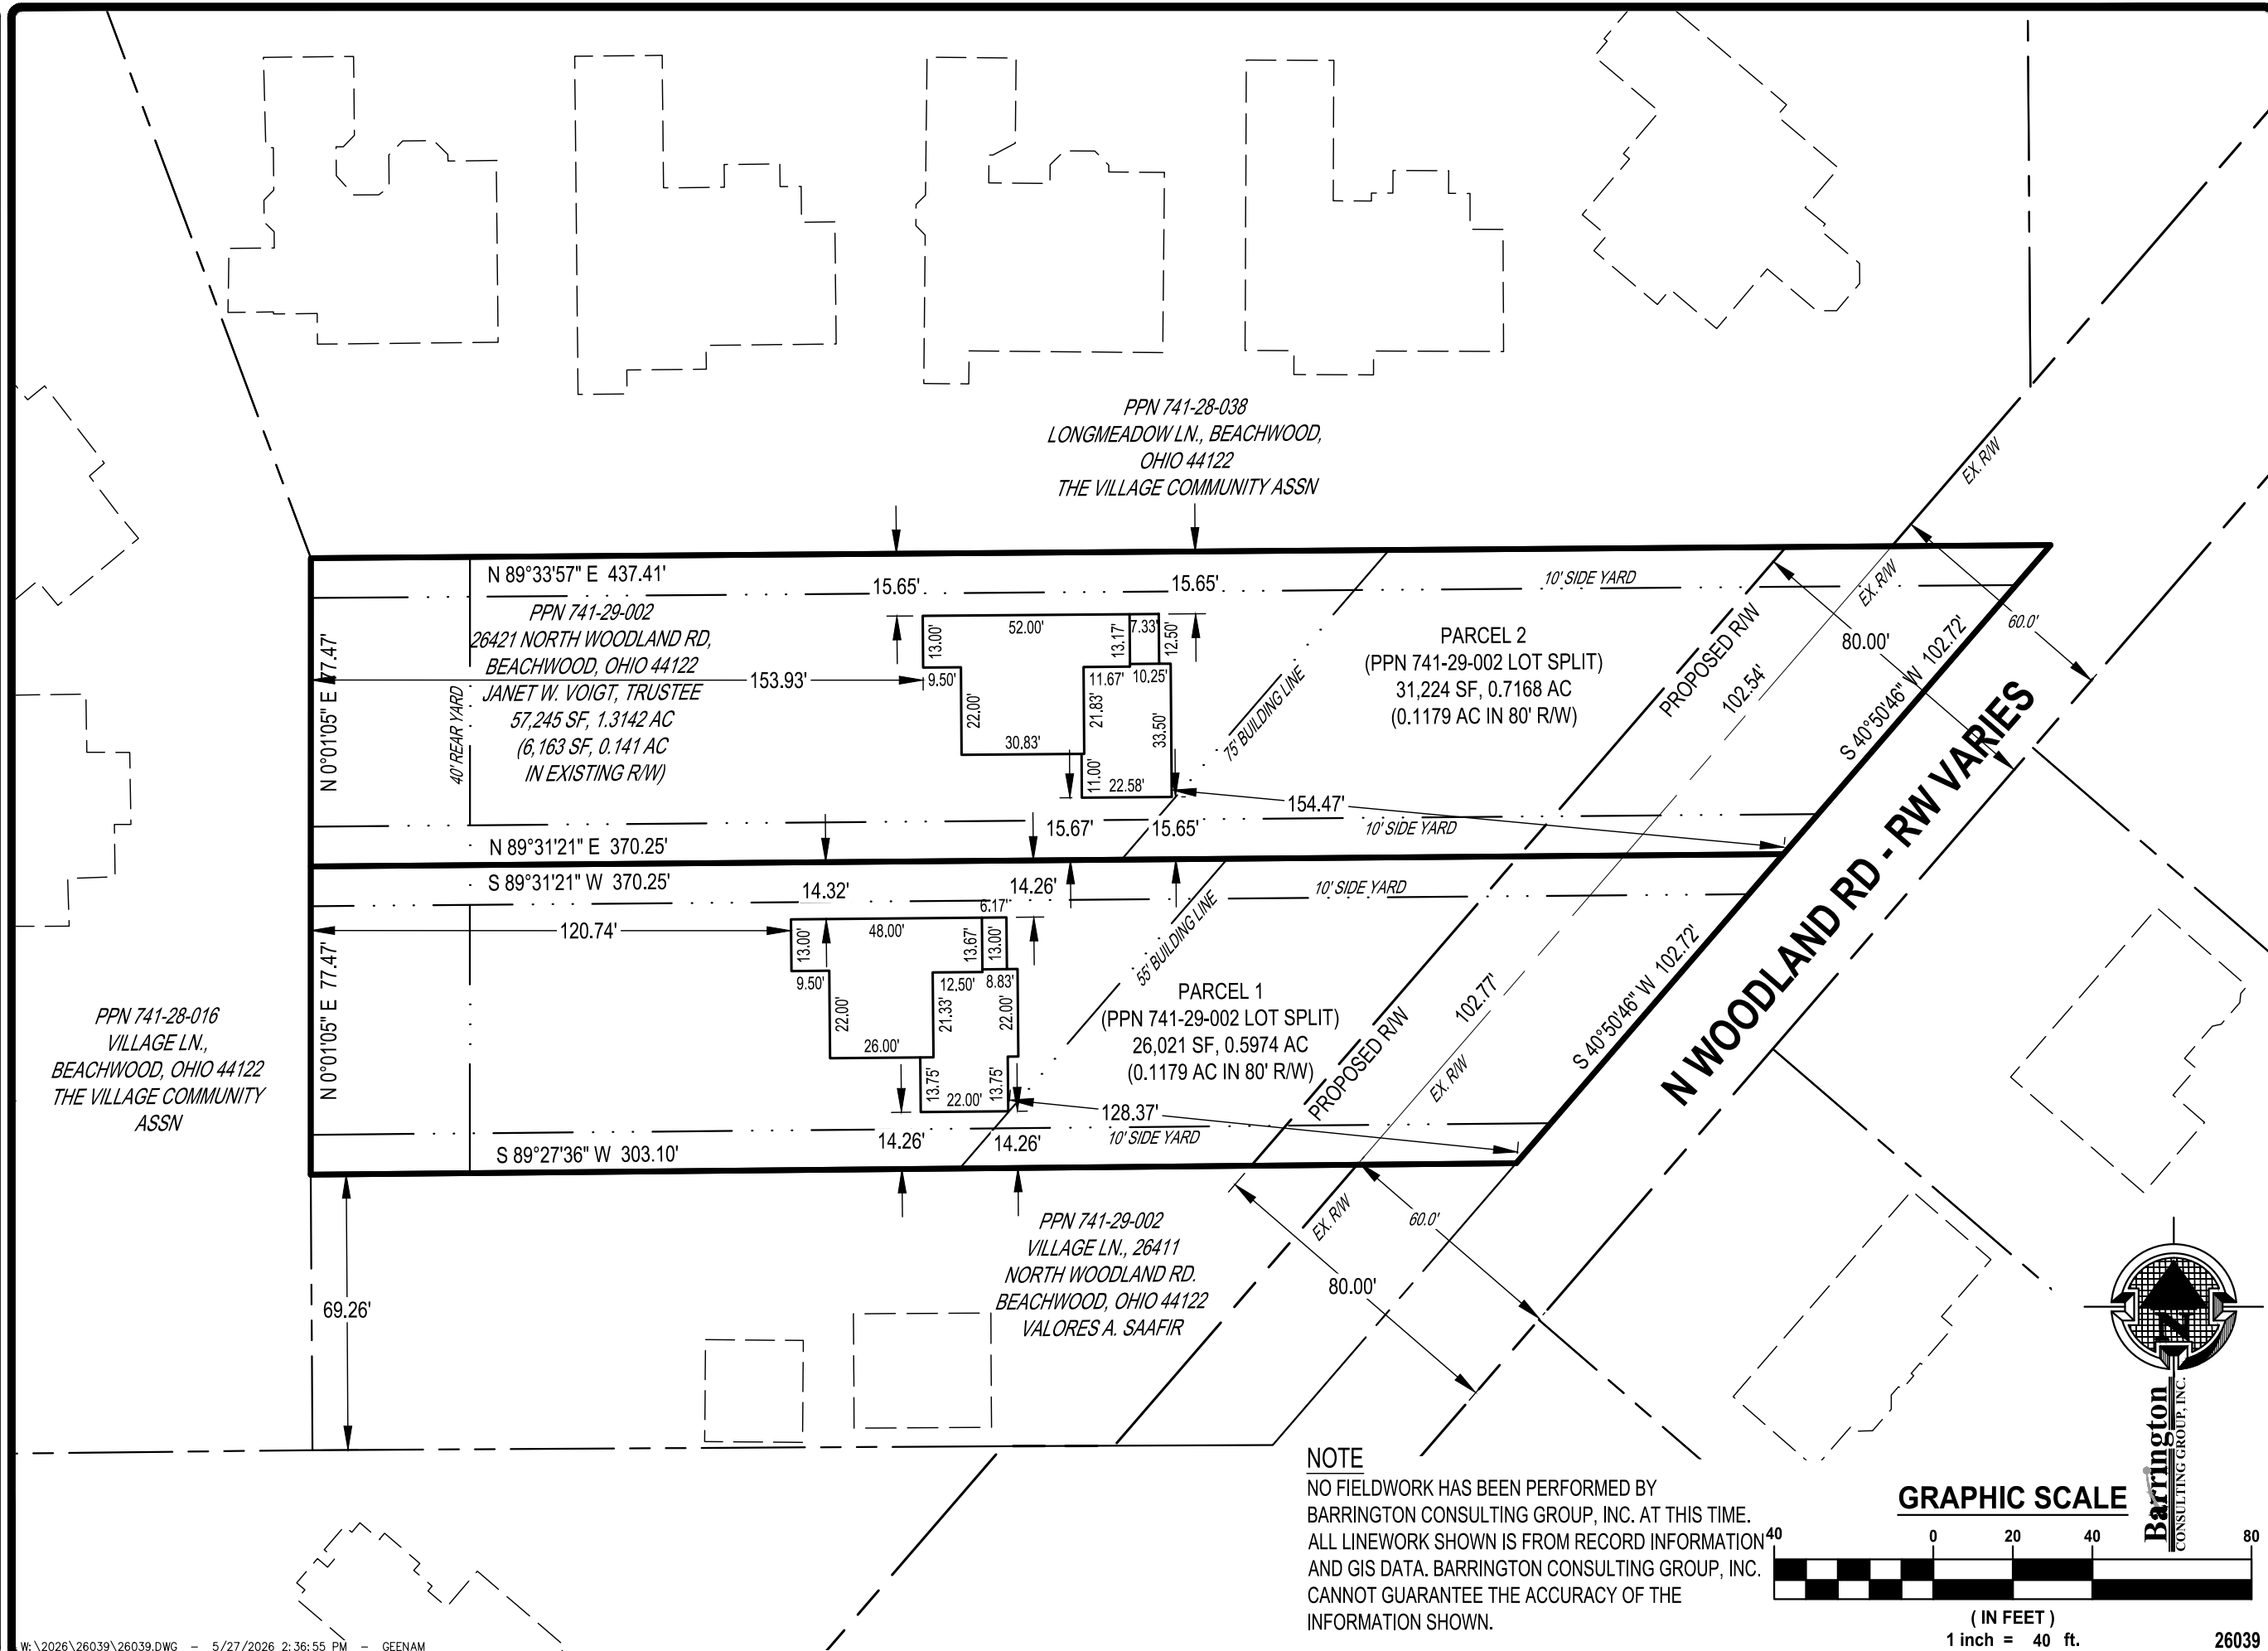 PPN 741-28-038
LONGMEADOW LN., BEACHWOOD,
OHIO 44122
THE VILLAGE COMMUNITY ASSN
EX. R/W
N 89°33'57" E 437.41'
15.65'
15.65'
10' SIDE YARD
EX. R/W
60.0'
80.00'
PPN 741-29-002
26421 NORTH WOODLAND RD,
BEACHWOOD, OHIO 44122
JANET W. VOIGT, TRUSTEE
57,245 SF, 1.3142 AC
(6,163 SF, 0.141 AC
IN EXISTING R/W)
N 0°01'05" E 77.47'
40' REAR YARD
153.93'
13.00'
52.00'
13.17'
7.33'
12.50'
9.50'
11.67'
10.25'
22.00'
21.83'
33.50'
30.83'
11.00'
22.58'
75' BUILDING LINE
PARCEL 2
(PPN 741-29-002 LOT SPLIT)
31,224 SF, 0.7168 AC
(0.1179 AC IN 80' R/W)
PROPOSED R/W
102.54'
S 40°50'46" W 102.72'
N WOODLAND RD - RW VARIES
154.47'
15.67'
15.65'
10' SIDE YARD
N 89°31'21" E 370.25'
S 89°31'21" W 370.25'
14.32'
14.26'
10' SIDE YARD
120.74'
6.17'
48.00'
13.00'
13.67'
13.00'
9.50'
12.50'
8.83'
22.00'
21.33'
22.00'
26.00'
13.75'
22.00'
13.75'
55' BUILDING LINE
N 0°01'05" E 77.47'
PARCEL 1
(PPN 741-29-002 LOT SPLIT)
26,021 SF, 0.5974 AC
(0.1179 AC IN 80' R/W)
PROPOSED R/W
102.77'
EX. R/W
S 40°50'46" W 102.72'
128.37'
14.26'
14.26'
10' SIDE YARD
S 89°27'36" W 303.10'
PPN 741-28-016
VILLAGE LN.,
BEACHWOOD, OHIO 44122
THE VILLAGE COMMUNITY
ASSN
69.26'
PPN 741-29-002
VILLAGE LN., 26411
NORTH WOODLAND RD.
BEACHWOOD, OHIO 44122
VALORES A. SAAFIR
EX. R/W
60.0'
80.00'
N
Barrington
CONSULTING GROUP, INC.
NOTE
NO FIELDWORK HAS BEEN PERFORMED BY
BARRINGTON CONSULTING GROUP, INC. AT THIS TIME.
ALL LINEWORK SHOWN IS FROM RECORD INFORMATION
AND GIS DATA. BARRINGTON CONSULTING GROUP, INC.
CANNOT GUARANTEE THE ACCURACY OF THE
INFORMATION SHOWN.
GRAPHIC SCALE
40 0 20 40 80
( IN FEET )
1 inch = 40 ft.
26039
W:\2026\26039\26039.DWG - 5/27/2026 2:36:55 PM - GEENAM